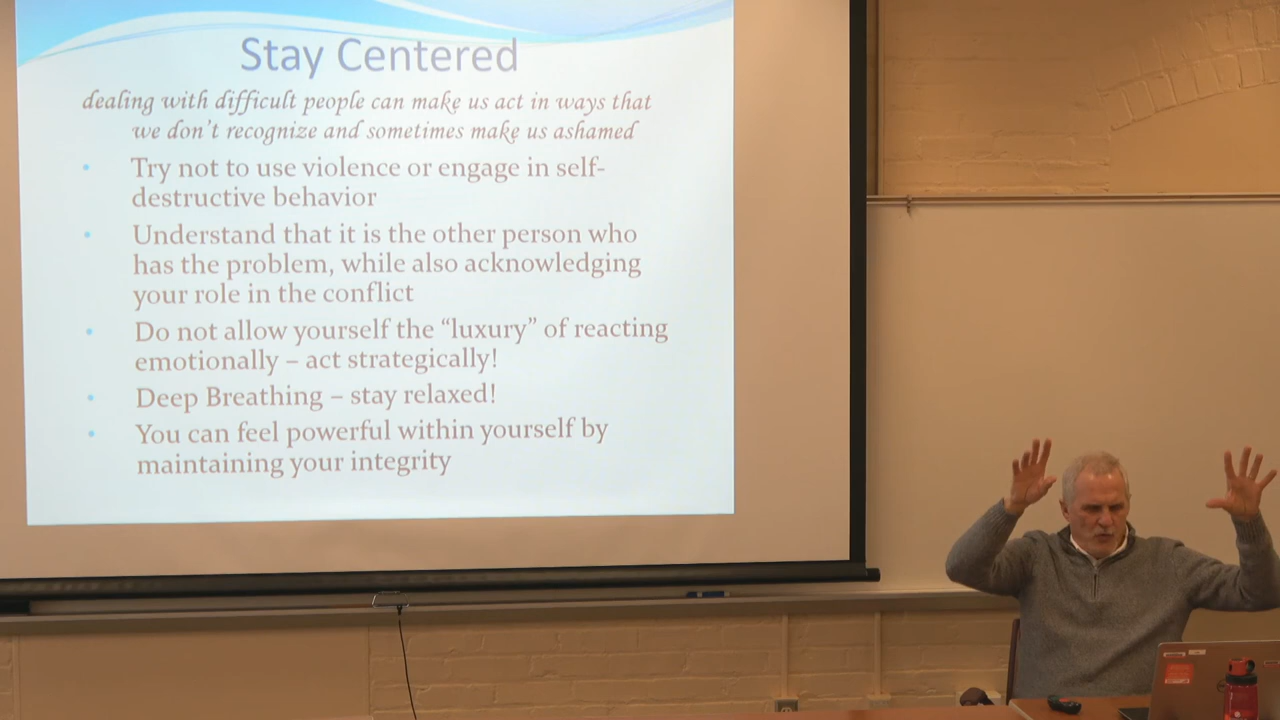 Stay Centered
dealing with difficult people can make us act in ways that
we don't recognize and sometimes make us ashamed
• Try not to use violence or engage in self-
destructive behavior
• Understand that it is the other person who
has the problem, while also acknowledging
your role in the conflict
• Do not allow yourself the “luxury” of reacting
emotionally – act strategically!
• Deep Breathing – stay relaxed!
• You can feel powerful within yourself by
maintaining your integrity